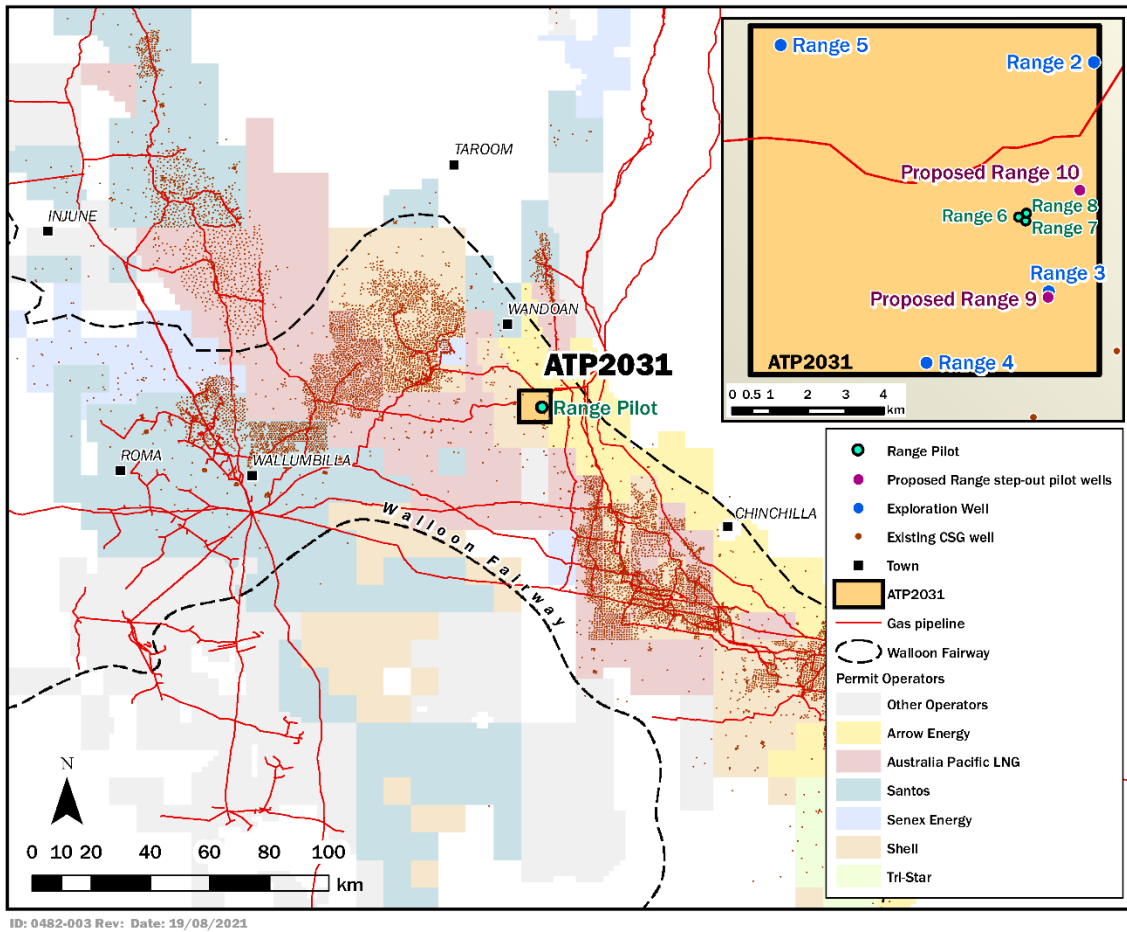 TAROOM
INJUNE
WANDOAN
ATP2031
Range Pilot
ROMA
WALLUMBILLA
CHINCHILLA
Walloon Fairway
N
0 10 20 40 60 80 100
km
Range 5
Range 2
Proposed Range 10
Range 8
Range 6
Range 7
Range 3
Proposed Range 9
Range 4
ATP2031
0 0.5 1 2 3 4
km
Range Pilot
Proposed Range step-out pilot wells
Exploration Well
Existing CSG well
Town
ATP2031
Gas pipeline
Walloon Fairway
Permit Operators
Other Operators
Arrow Energy
Australia Pacific LNG
Santos
Senex Energy
Shell
Tri-Star
ID: 0482-003 Rev: Date: 19/08/2021